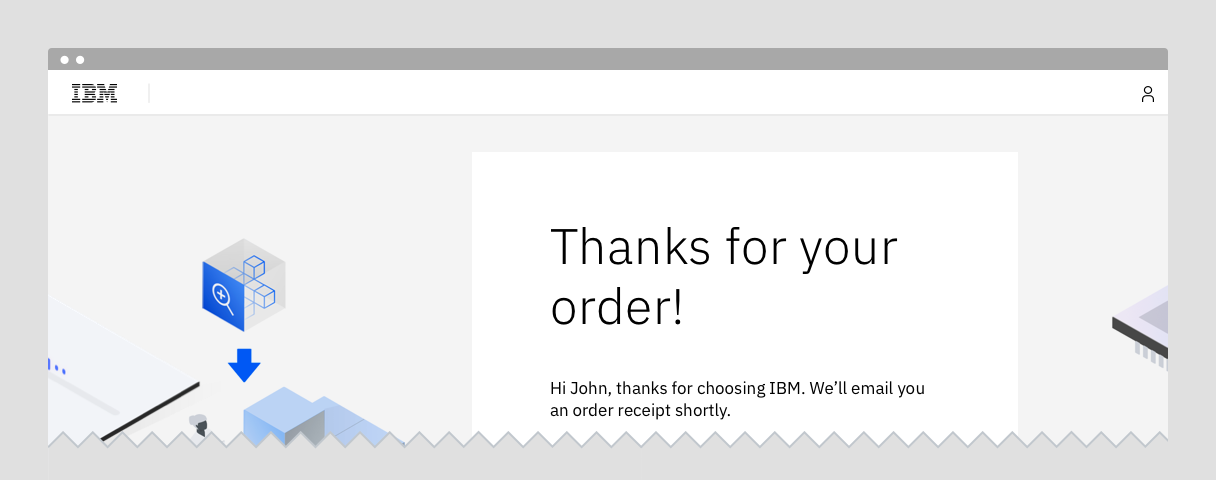 IBM
Thanks for your
order!
Hi John, thanks for choosing IBM. We’ll email you
an order receipt shortly.